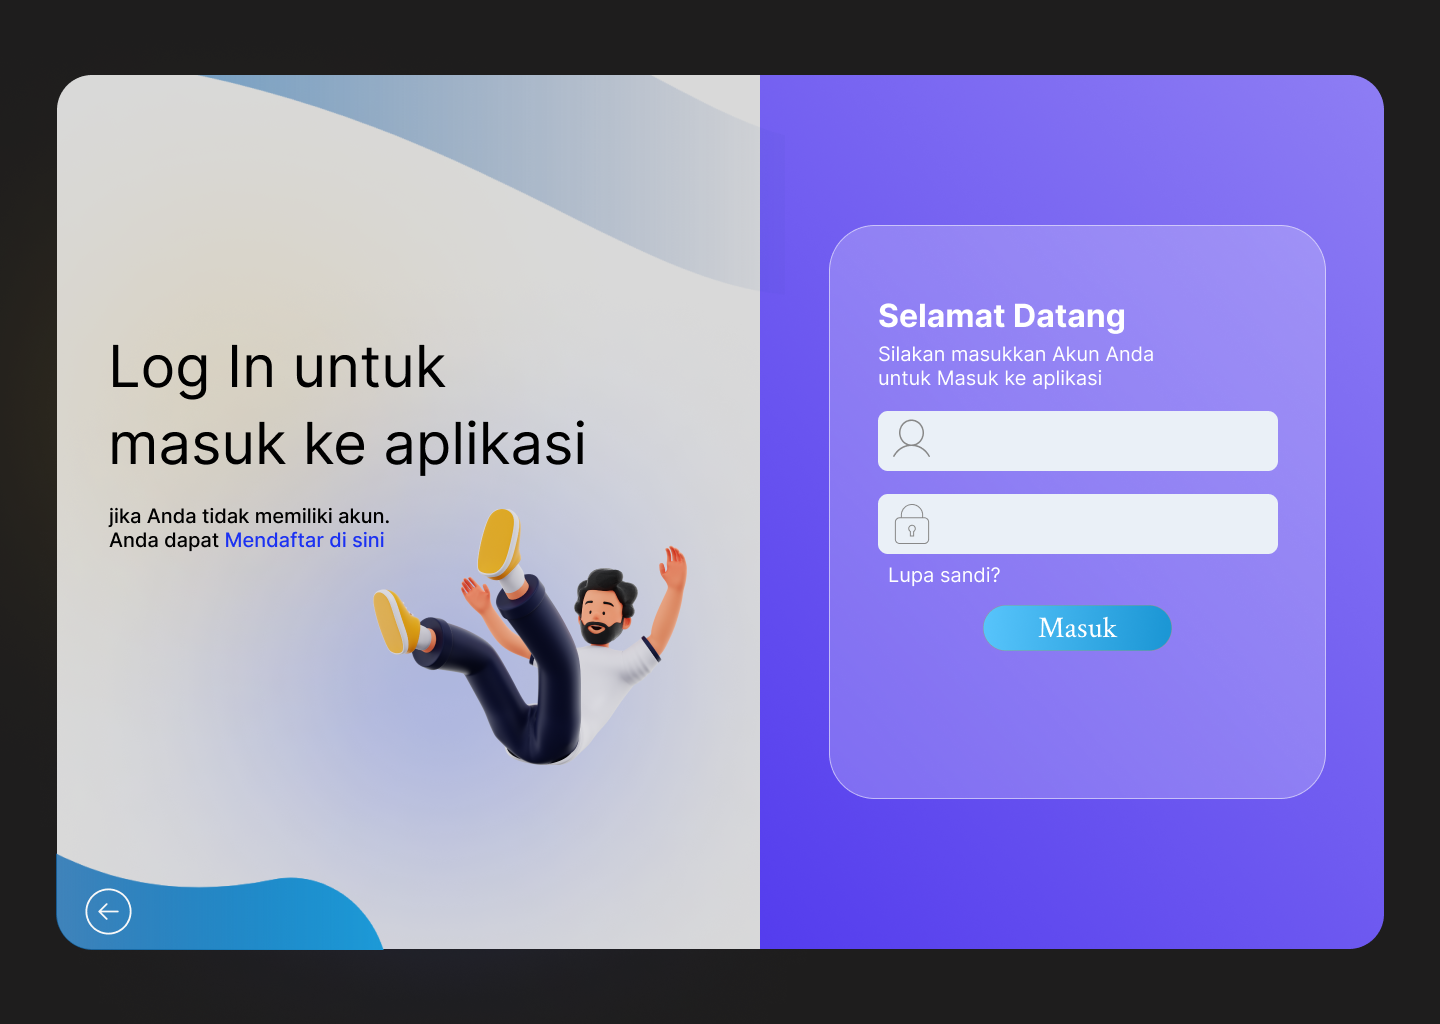 Log In untuk
masuk ke aplikasi
jika Anda tidak memiliki akun.
Anda dapat Mendaftar di sini
Selamat Datang
Silakan masukkan Akun Anda
untuk Masuk ke aplikasi
Lupa sandi?
Masuk